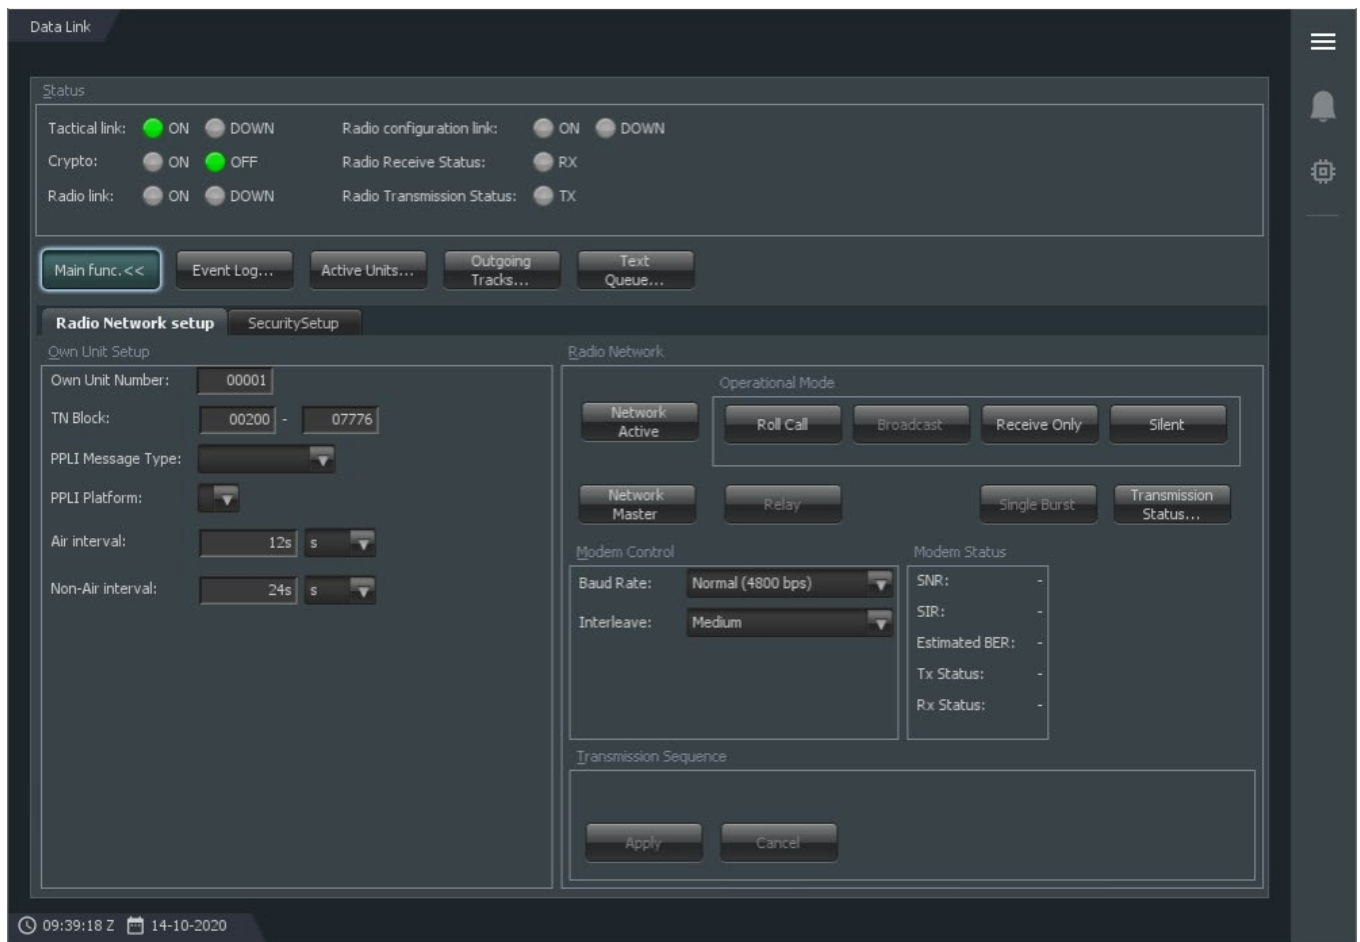 Data Link
Status
Tactical link: ON DOWN Radio configuration link: ON DOWN
Crypto: ON OFF Radio Receive Status: RX
Radio link: ON DOWN Radio Transmission Status: TX
Main func.<< Event Log... Active Units... Outgoing Tracks... Text Queue...
Radio Network setup SecuritySetup
Own Unit Setup
Own Unit Number: 00001
TN Block: 00200 - 07776
PPLI Message Type:
PPLI Platform:
Air interval: 12s s
Non-Air interval: 24s s
Radio Network
Operational Mode
Network Active Roll Call Broadcast Receive Only Silent
Network Master Relay Single Burst Transmission Status...
Modem Control
Baud Rate: Normal (4800 bps)
Interleave: Medium
Modem Status
SNR: -
SIR: -
Estimated BER: -
Tx Status: -
Rx Status: -
Transmission Sequence
Apply Cancel
09:39:18 Z 14-10-2020